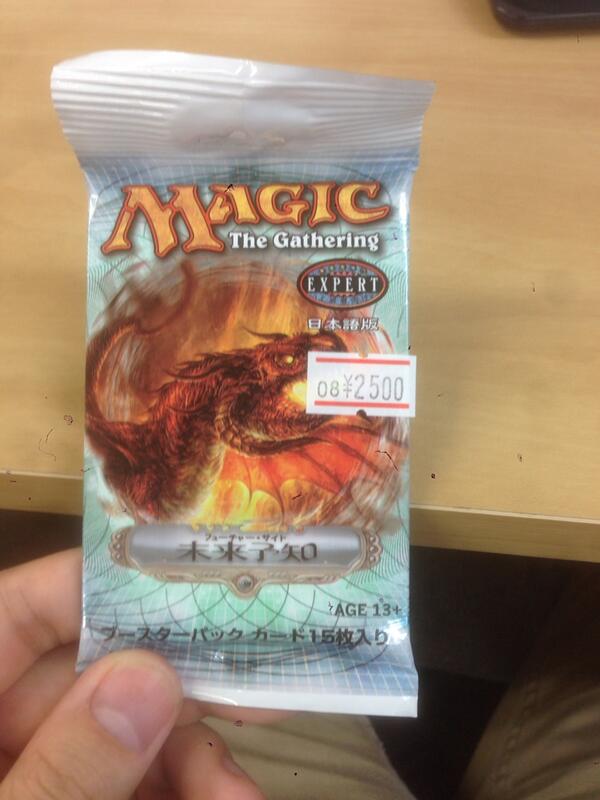 MAGIC
The Gathering
EXPERT
日本語版
08¥2500
フューチャー・サイト
未来予知
AGE 13+
ブースターパック カード15枚入り